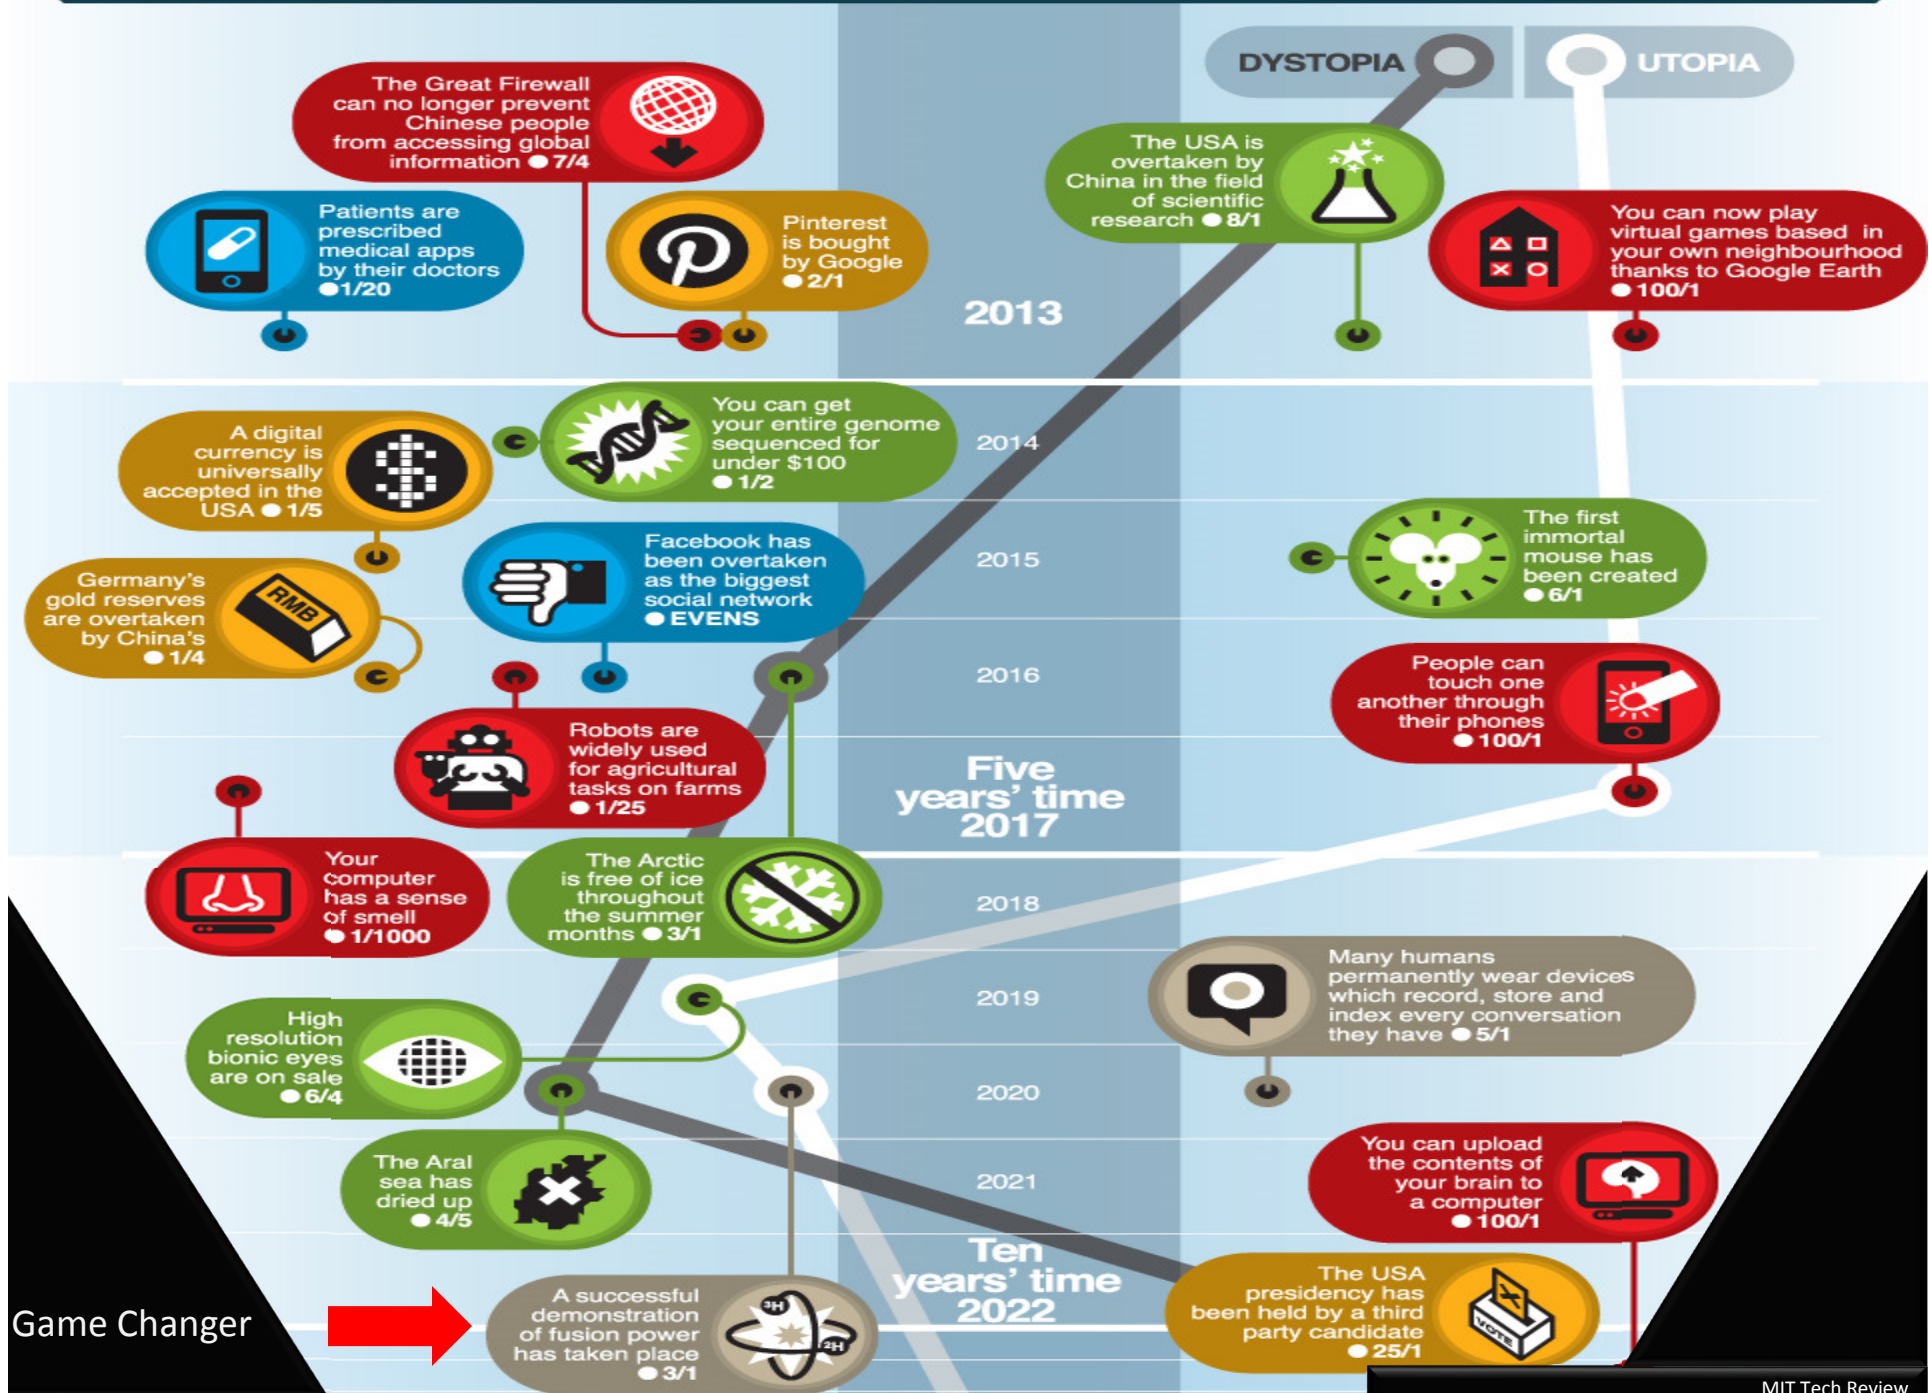 DYSTOPIA
UTOPIA
The Great Firewall
can no longer prevent
Chinese people
from accessing global
information ● 7/4
The USA is
overtaken by
China in the field
of scientific
research ● 8/1
Patients are
prescribed
medical apps
by their doctors
●1/20
Pinterest
is bought
by Google
● 2/1
You can now play
virtual games based in
your own neighbourhood
thanks to Google Earth
● 100/1
2013
You can get
your entire genome
sequenced for
under $100
● 1/2
A digital
currency is
universally
accepted in the
USA ● 1/5
2014
The first
immortal
mouse has
been created
● 6/1
Facebook has
been overtaken
as the biggest
social network
● EVENS
2015
Germany's
gold reserves
are overtaken
by China's
● 1/4
RMB
2016
People can
touch one
another through
their phones
● 100/1
Robots are
widely used
for agricultural
tasks on farms
● 1/25
Five
years' time
2017
Your
computer
has a sense
of smell
● 1/1000
The Arctic
is free of ice
throughout
the summer
months ● 3/1
2018
Many humans
permanently wear devices
which record, store and
index every conversation
they have ● 5/1
2019
High
resolution
bionic eyes
are on sale
● 6/4
2020
You can upload
the contents of
your brain to
a computer
● 100/1
The Aral
sea has
dried up
● 4/5
2021
Ten
years' time
2022
The USA
presidency has
been held by a third
party candidate
● 25/1
VOTE
A successful
demonstration
of fusion power
has taken place
● 3/1
³H
²H
Game Changer
MIT Tech Review